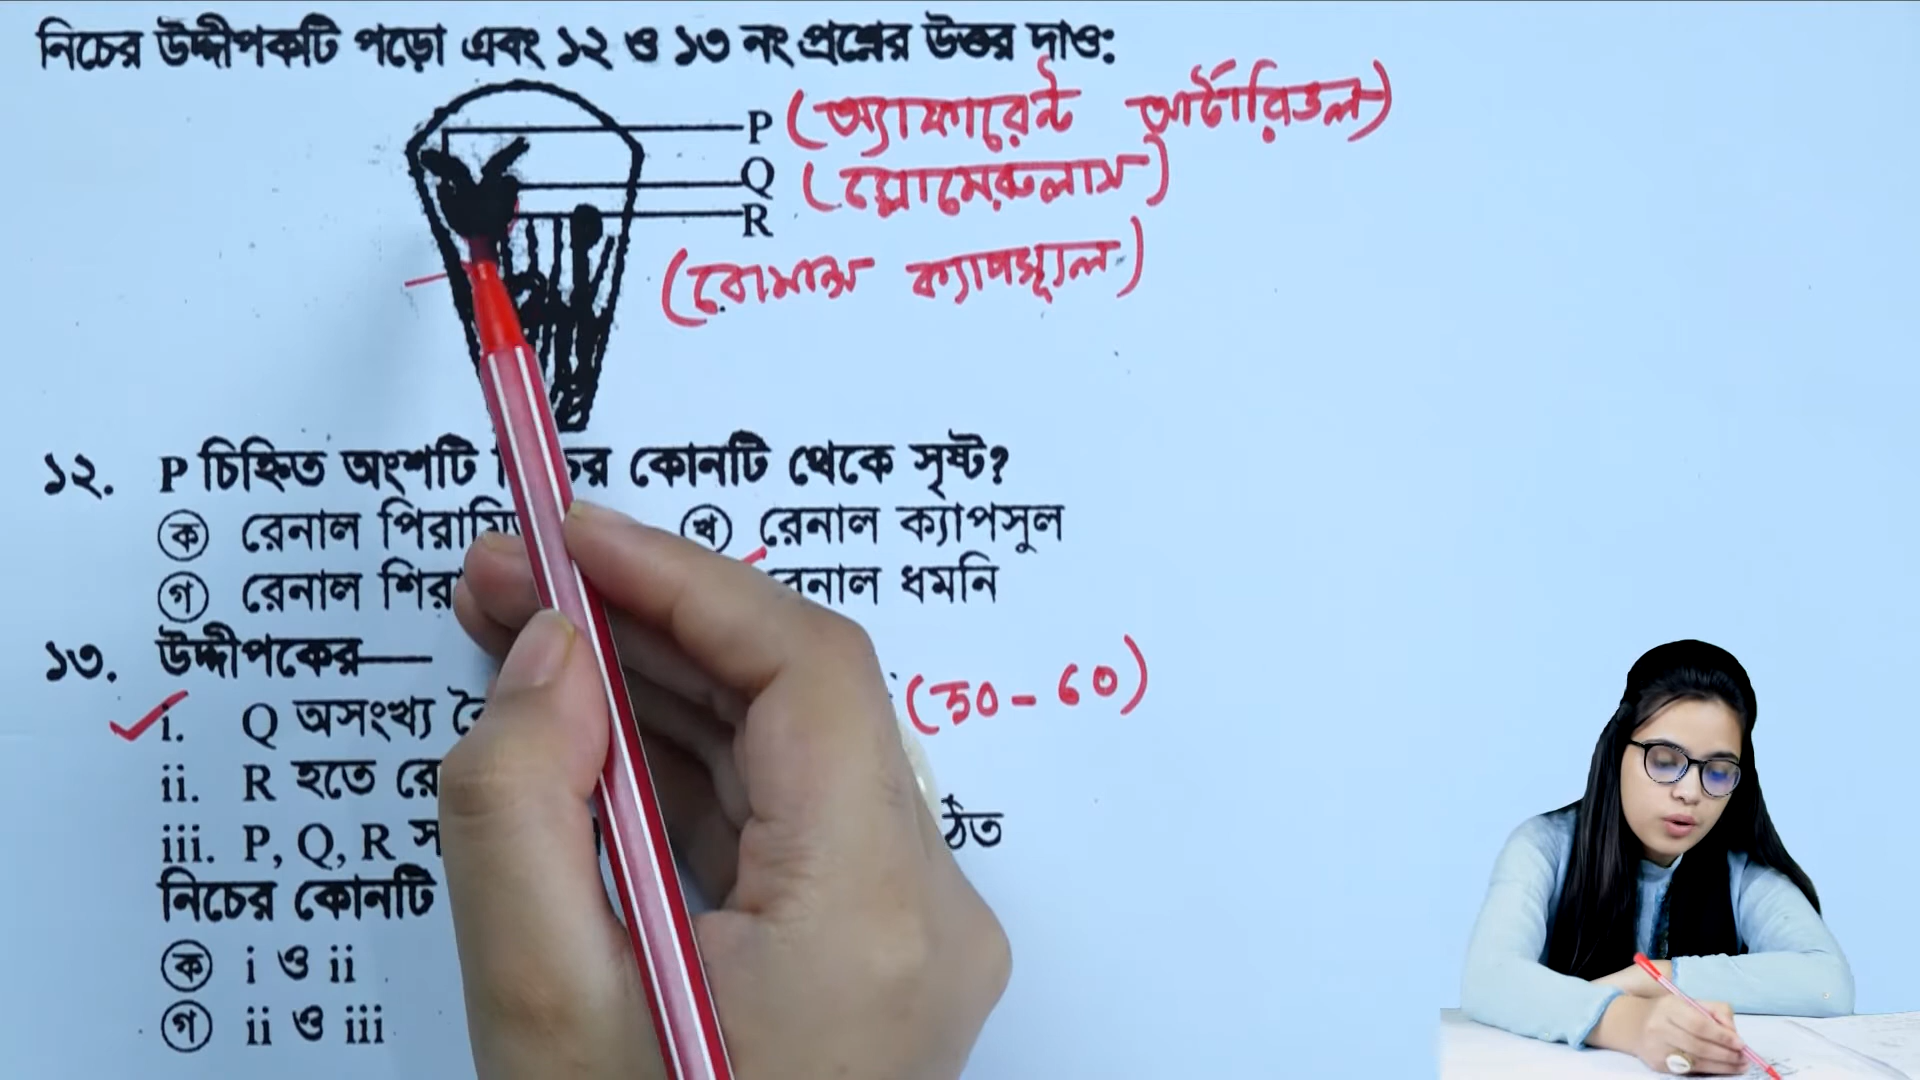 নিচের উদ্দীপকটি পড়ো এবং ১২ ও ১৩ নং প্রশ্নের উত্তর দাও:
P (অ্যাফারেন্ট আর্টারিওল)
Q (গ্লোমেরুলাস)
R
(বোমান্স ক্যাপস্যুল)
১২. P চিহ্নিত অংশটি কোনটি থেকে সৃষ্ট?
ক রেনাল খ রেনাল ক্যাপসুল
গ রেনাল ধমনি
১৩. উদ্দীপকের—
i. Q অসংখ্য (50-60)
ii. R হতে
iii. P, Q, R
নিচের কোনটি
ক i ও ii
গ ii ও iii